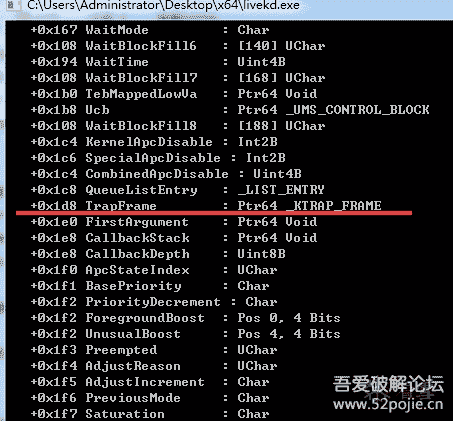 C:\Users\Administrator\Desktop\x64\livekd.exe
+0x167 WaitMode : Char
+0x108 WaitBlockFill6 : [140] UChar
+0x194 WaitTime : Uint4B
+0x108 WaitBlockFill7 : [168] UChar
+0x1b0 TebMappedLowVa : Ptr64 Void
+0x1b8 Ucb : Ptr64 _UMS_CONTROL_BLOCK
+0x108 WaitBlockFill8 : [188] UChar
+0x1c4 KernelApcDisable : Int2B
+0x1c6 SpecialApcDisable : Int2B
+0x1c4 CombinedApcDisable : Uint4B
+0x1c8 QueueListEntry : _LIST_ENTRY
+0x1d8 TrapFrame : Ptr64 _KTRAP_FRAME
+0x1e0 FirstArgument : Ptr64 Void
+0x1e8 CallbackStack : Ptr64 Void
+0x1e8 CallbackDepth : Uint8B
+0x1f0 ApcStateIndex : UChar
+0x1f1 BasePriority : Char
+0x1f2 PriorityDecrement : Char
+0x1f2 ForegroundBoost : Pos 0, 4 Bits
+0x1f2 UnusualBoost : Pos 4, 4 Bits
+0x1f3 Preempted : UChar
+0x1f4 AdjustReason : UChar
+0x1f5 AdjustIncrement : Char
+0x1f6 PreviousMode : Char
+0x1f7 Saturation : Char
吾爱破解论坛
www.52pojie.cn